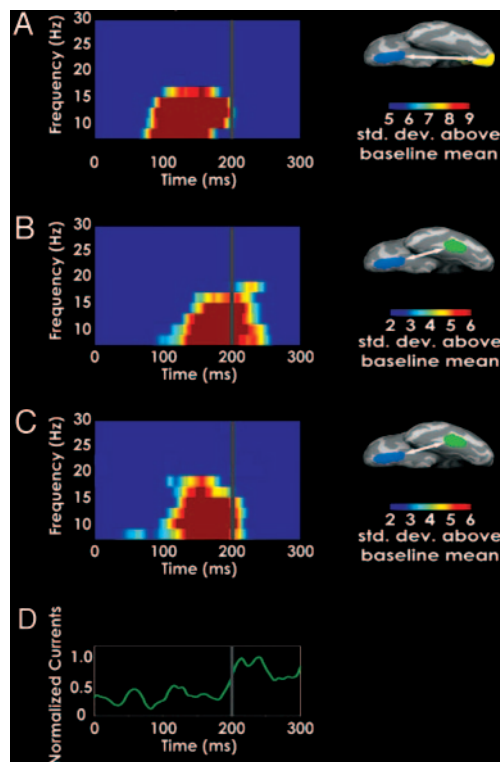 A
Frequency (Hz)
30
25
20
15
10
0 100 200 300
Time (ms)
5 6 7 8 9
std. dev. above
baseline mean
B
Frequency (Hz)
30
25
20
15
10
0 100 200 300
Time (ms)
2 3 4 5 6
std. dev. above
baseline mean
C
Frequency (Hz)
30
25
20
15
10
0 100 200 300
Time (ms)
2 3 4 5 6
std. dev. above
baseline mean
D
Normalized Currents
1.0
0.5
0
0 100 200 300
Time (ms)